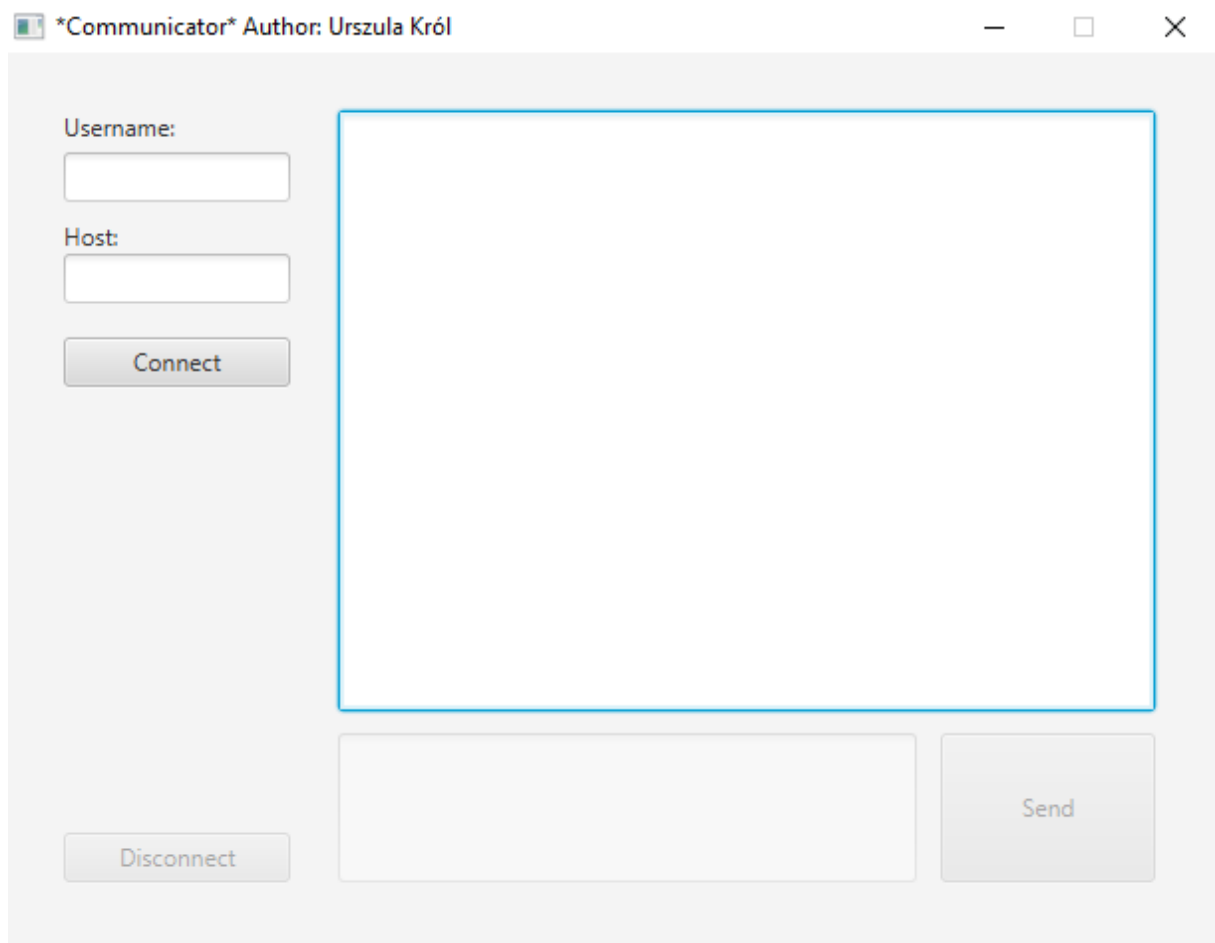 *Communicator* Author: Urszula Król
Username:
Host:
Connect
Send
Disconnect